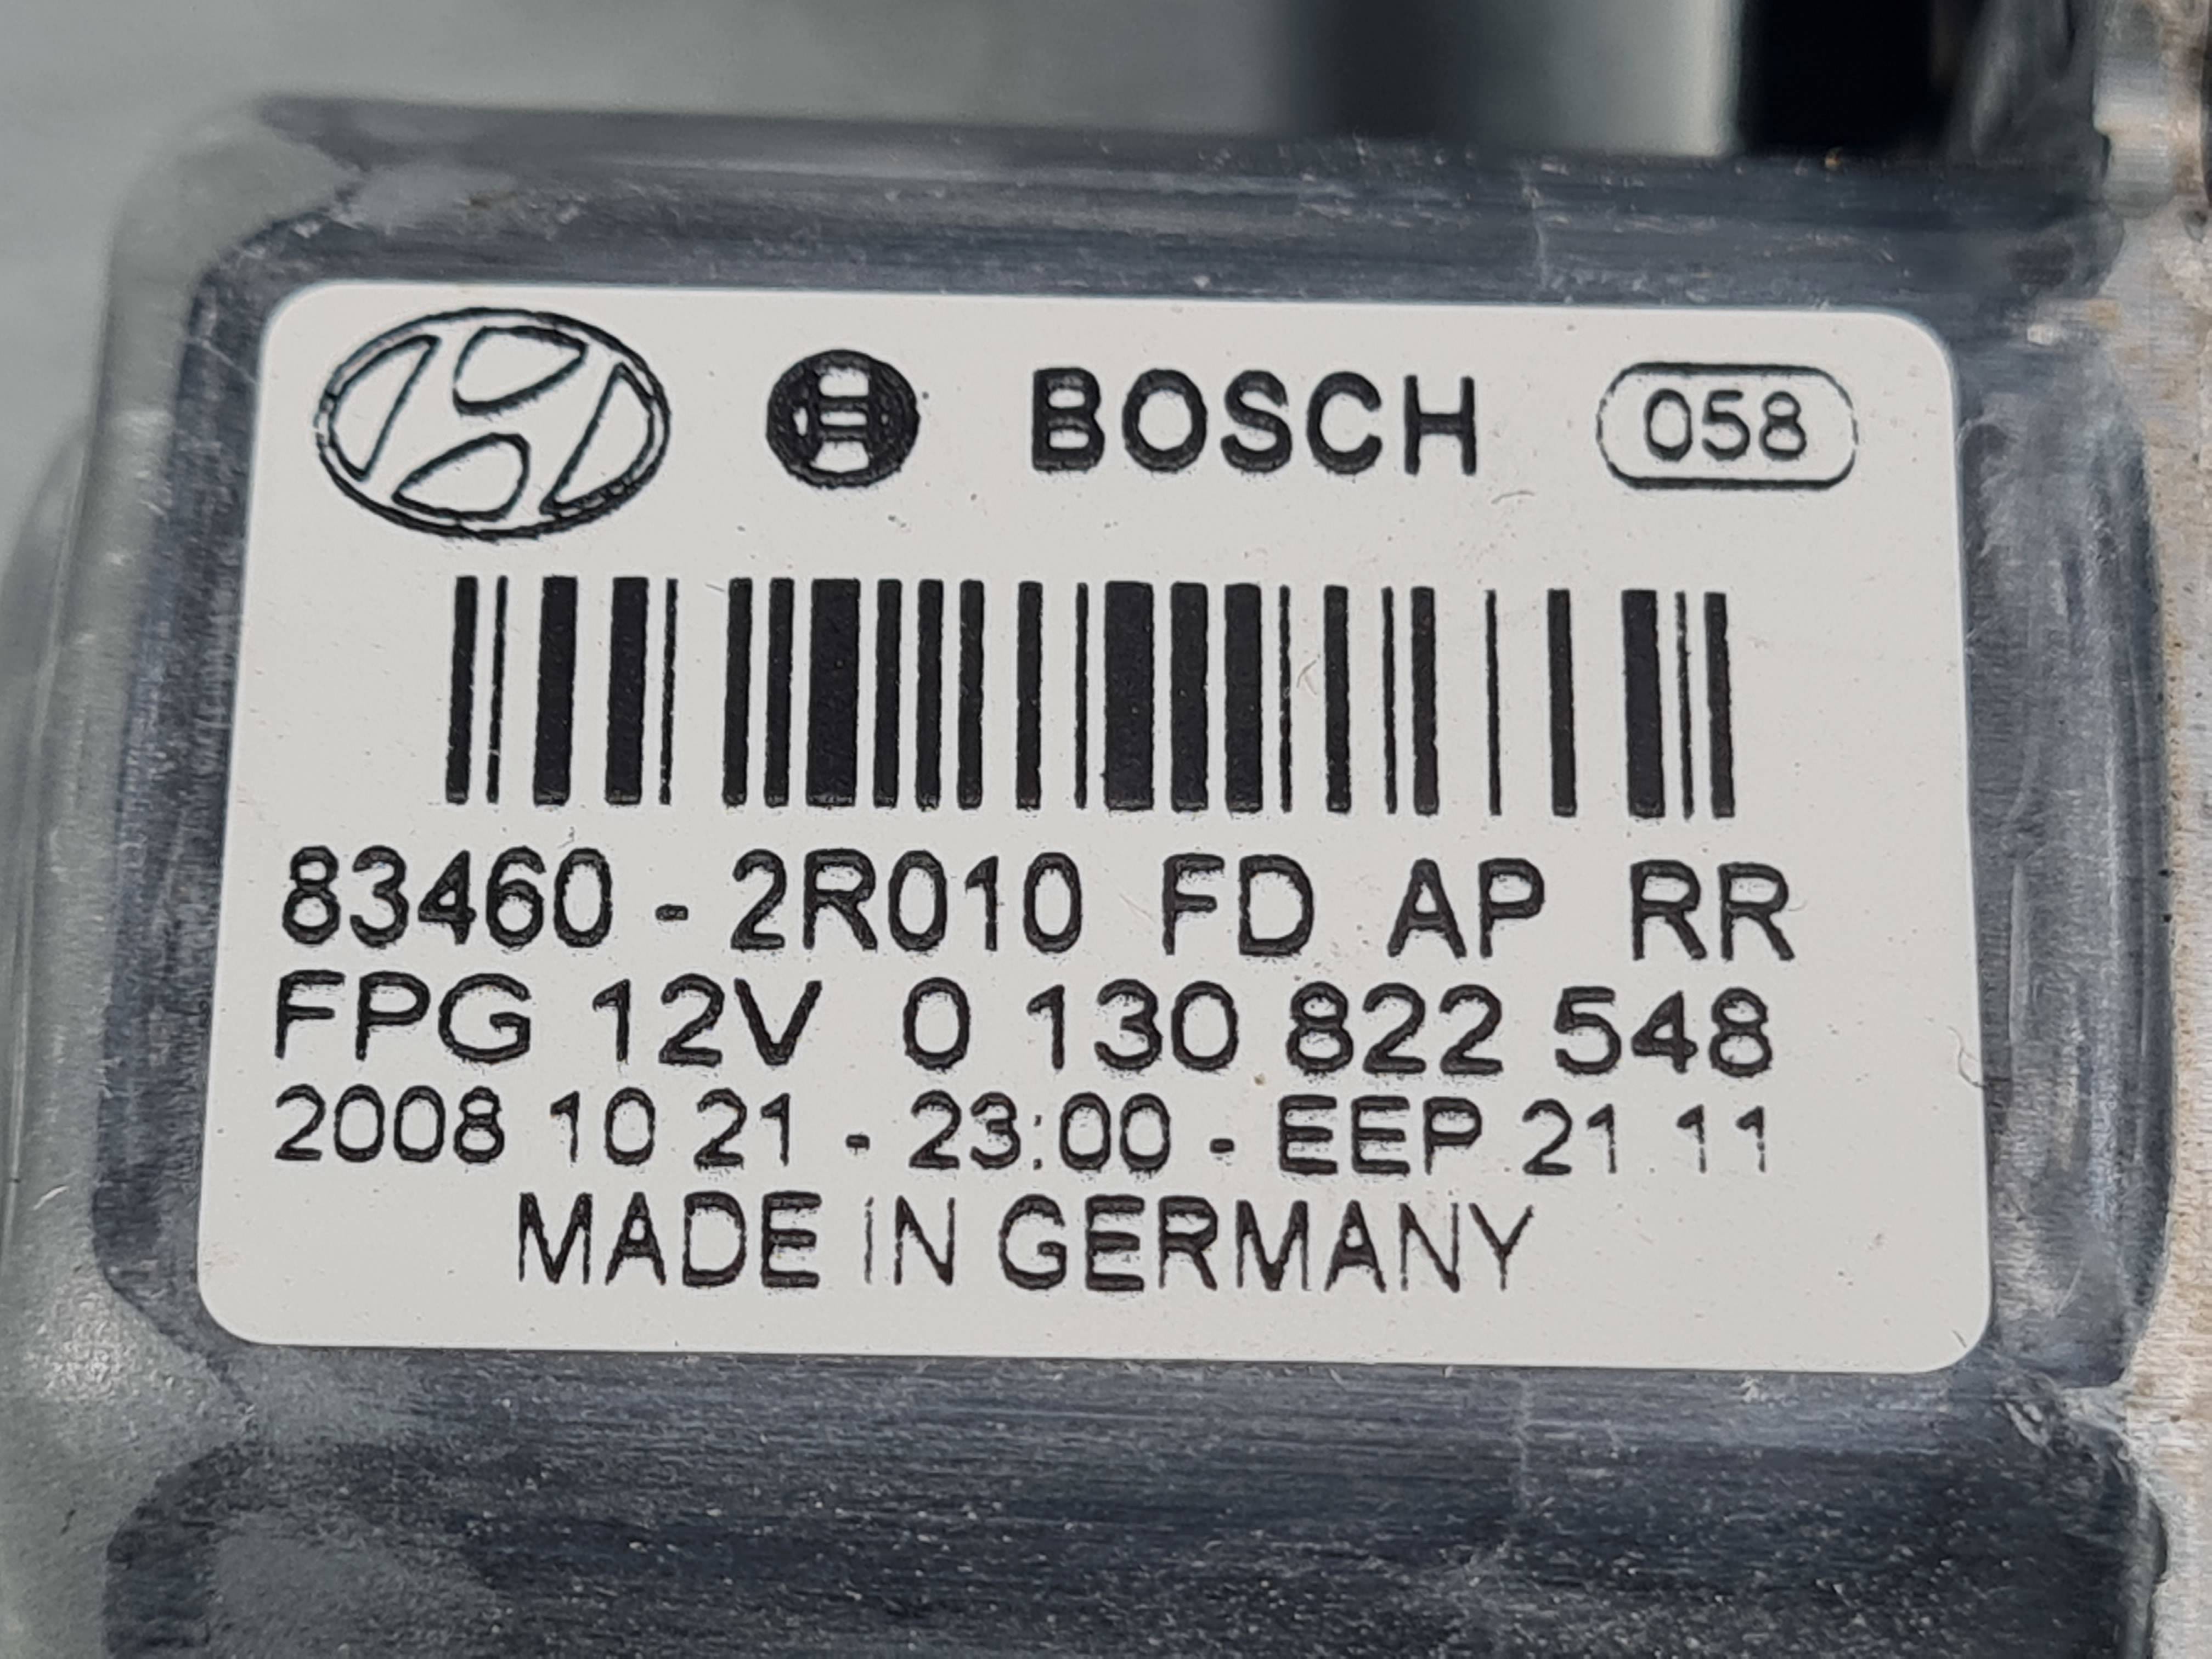 BOSCH 058
83460 - 2R010 FD AP RR
FPG 12V 0 130 822 548
2008 10 21 - 23:00 - EEP 21 11
MADE IN GERMANY